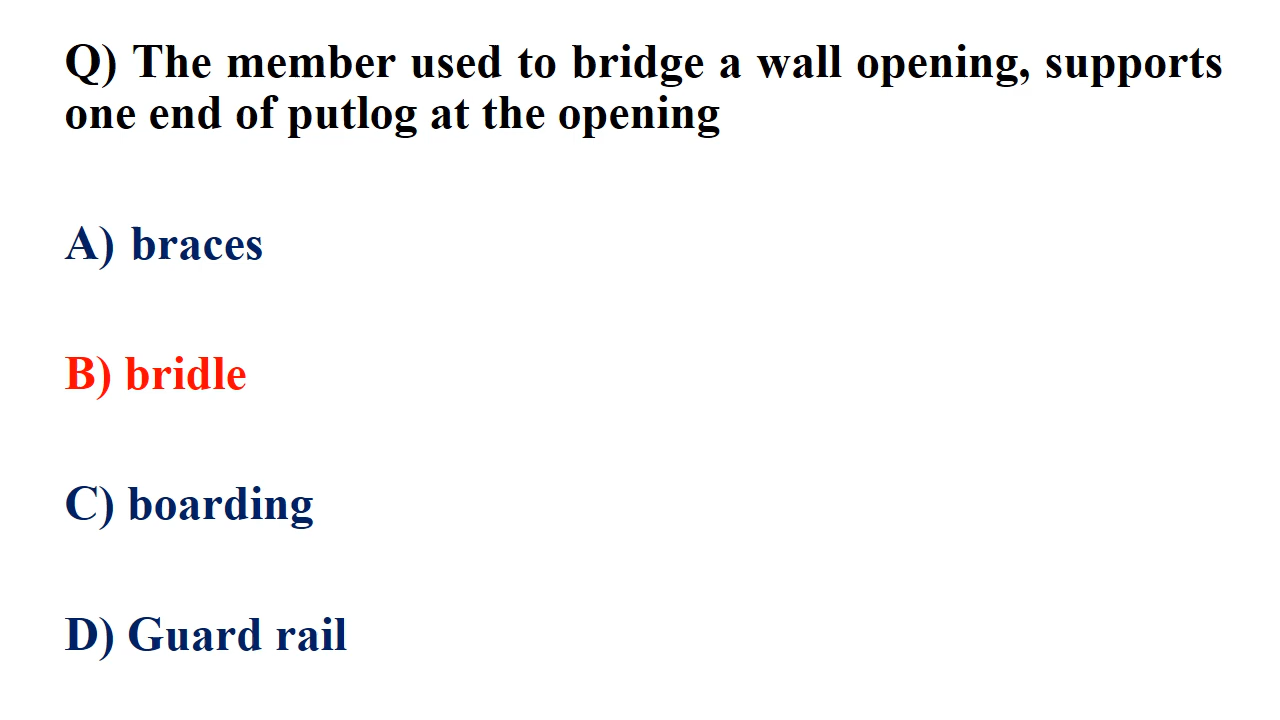 Q) The member used to bridge a wall opening, supports
one end of putlog at the opening
A) braces
B) bridle
C) boarding
D) Guard rail